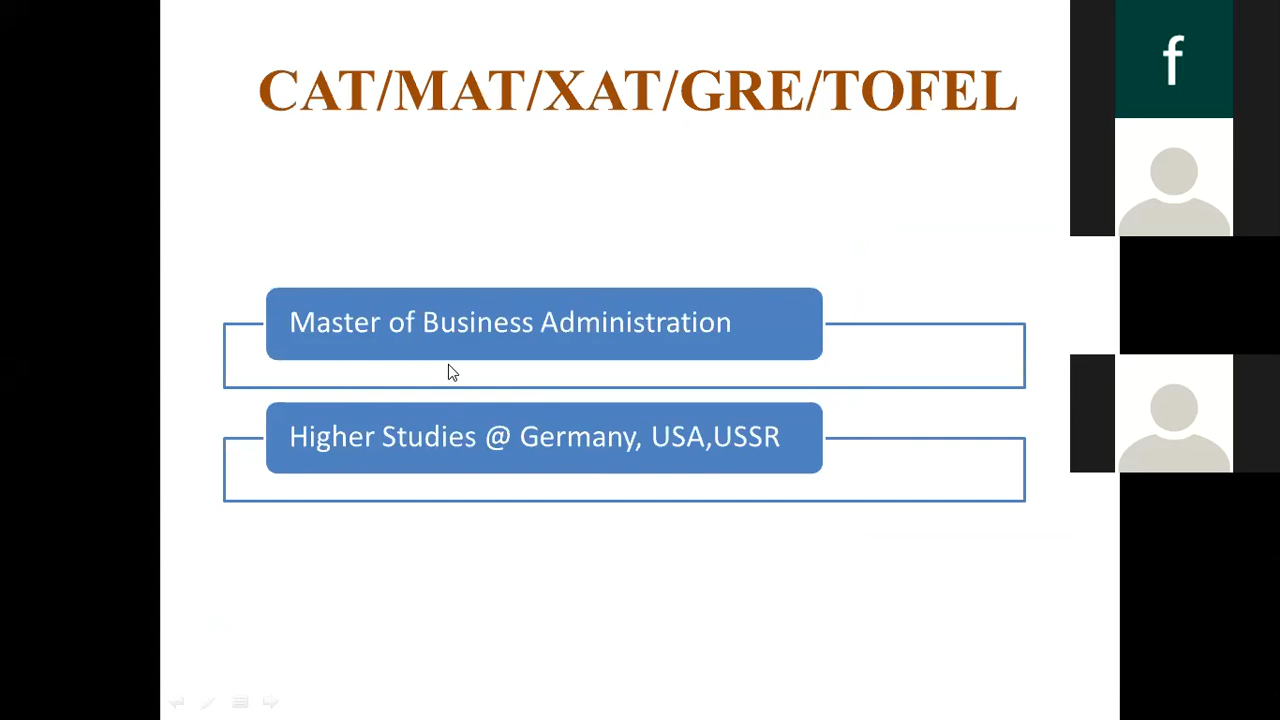 CAT/MAT/XAT/GRE/TOFEL
f
Master of Business Administration
Higher Studies @ Germany, USA,USSR